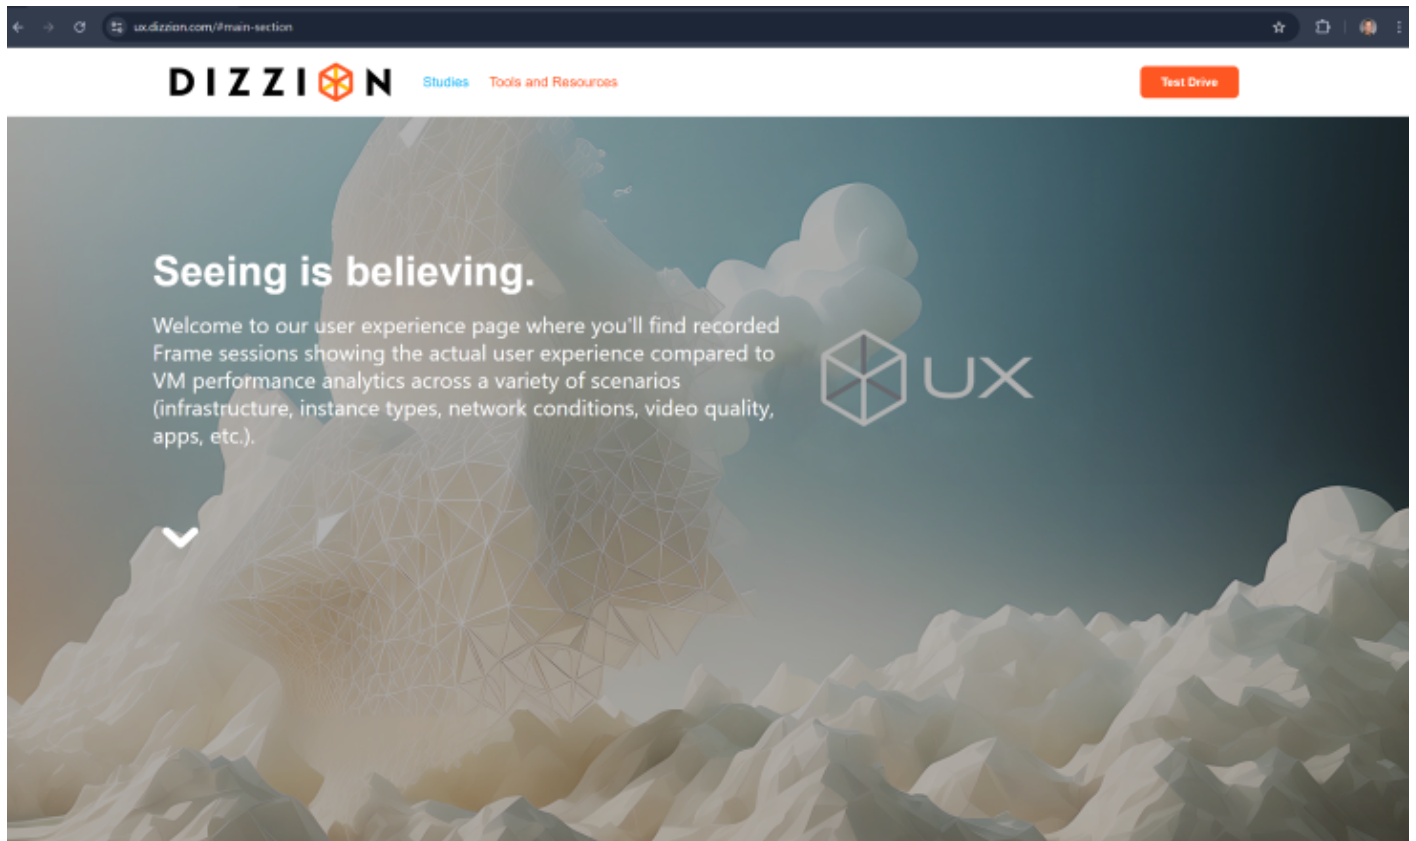 ux.dizzion.com/#main-section
DIZZION
Studies
Tools and Resources
Test Drive
Seeing is believing.
Welcome to our user experience page where you'll find recorded
Frame sessions showing the actual user experience compared to
VM performance analytics across a variety of scenarios
(infrastructure, instance types, network conditions, video quality,
apps, etc.).
UX